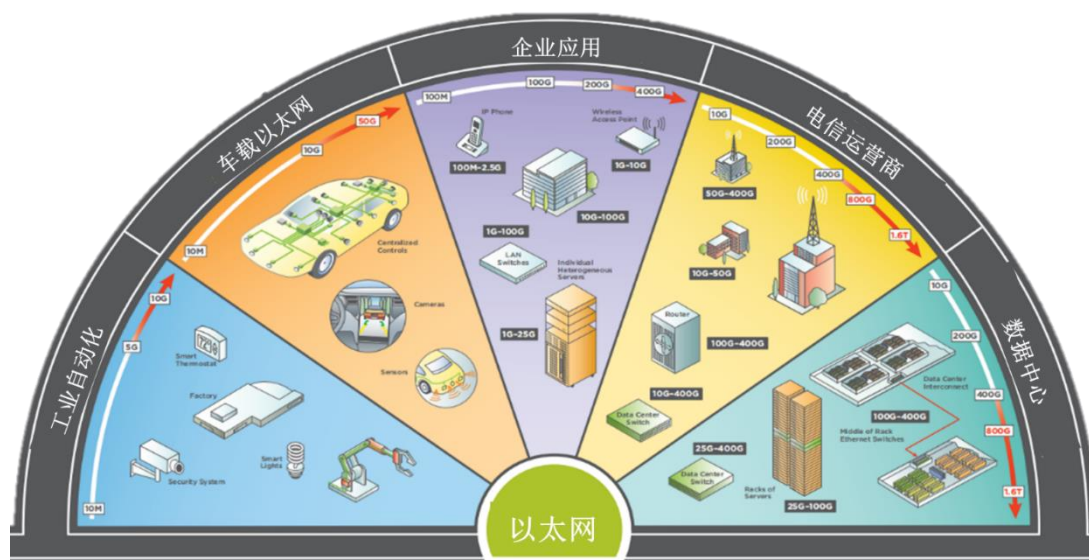 工业自动化
10M
5G
10G
Smart
Thermostat
Factory
Security System
Smart
Lights
车载以太网
10M
10G
50G
Centralized
Controls
Cameras
Sensors
企业应用
100M
100G
200G
400G
IP Phone
100M-2.5G
Wireless
Access Point
1G-10G
10G-100G
1G-100G
LAN
Switches
Individual
Heterogeneous
Servers
1G-25G
电信运营商
10G
200G
400G
800G
1.6T
50G-400G
10G-50G
Router
100G-400G
10G-400G
Data Center
Switch
数据中心
10G
200G
400G
800G
1.6T
Data Center
Interconnect
100G-400G
Middle of Rack
Ethernet Switches
25G-400G
Data Center
Switch
Racks of
Servers
25G-100G
以太网